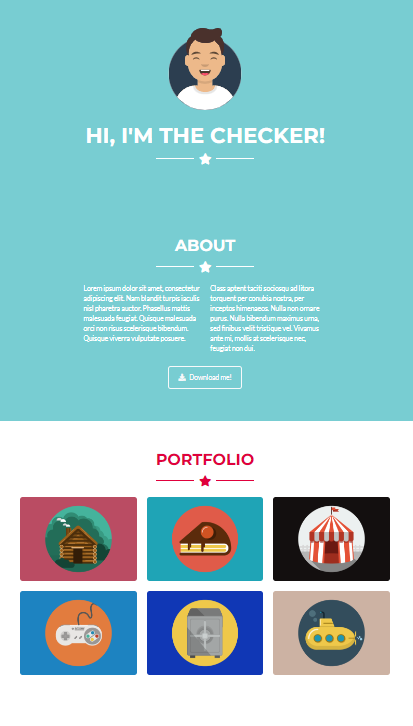 HI, I'M THE CHECKER!
ABOUT
Lorem ipsum dolor sit amet, consectetur
adipiscing elit. Nam blandit turpis iaculis
nisl pharetra auctor. Phasellus mattis
malesuada feugiat. Quisque malesuada
orci non risus scelerisque bibendum.
Quisque viverra vulputate posuere.
Class aptent taciti sociosqu ad litora
torquent per conubia nostra, per
inceptos himenaeos. Nulla non ornare
purus. Nulla bibendum maximus urna,
sed finibus velit tristique vel. Vivamus
ante mi, mollis at scelerisque nec,
feugiat non dui.
Download me!
PORTFOLIO